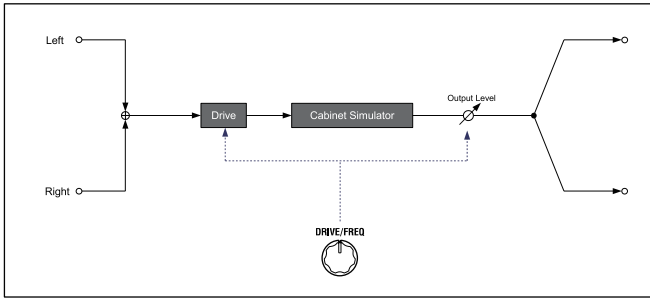 Left
Output Level
Drive
Cabinet Simulator
Right
DRIVE/FREQ